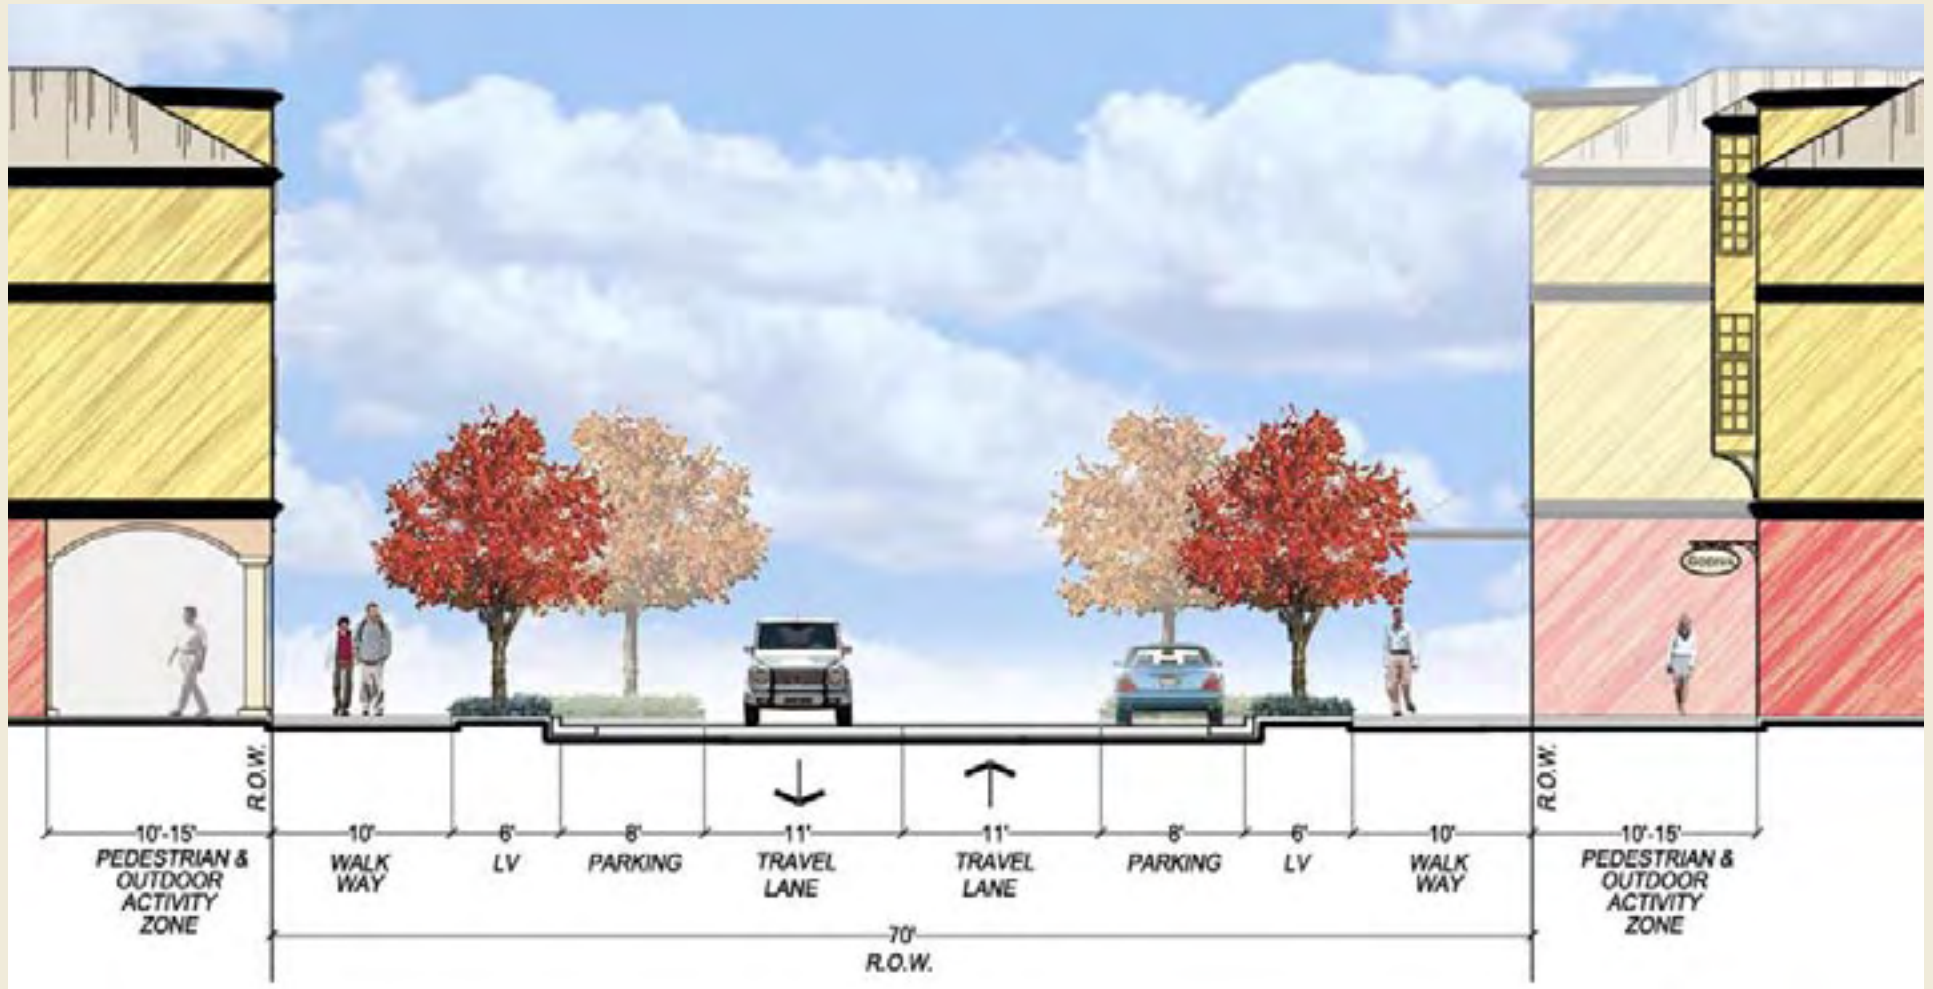 R.O.W.
R.O.W.
10'-15'
10'
6'
8'
11'
11'
8'
6'
10'
10'-15'
PEDESTRIAN &
OUTDOOR
ACTIVITY
ZONE
WALK
WAY
LV
PARKING
TRAVEL
LANE
TRAVEL
LANE
PARKING
LV
WALK
WAY
PEDESTRIAN &
OUTDOOR
ACTIVITY
ZONE
70'
R.O.W.